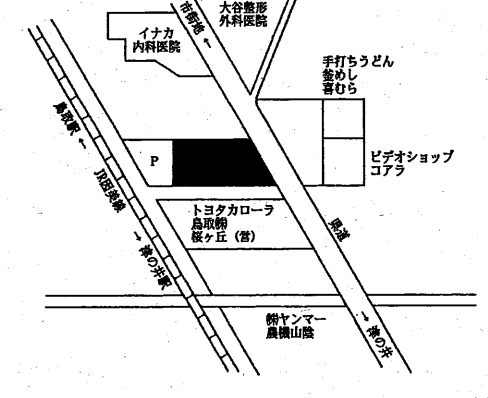 市街地 ←
大谷整形
外科医院
イナカ
内科医院
手打ちうどん
釜めし
喜むら
鳥取駅 ←
P
ビデオショップ
コアラ
JR因美線
トヨタカローラ
鳥取㈱
桜ヶ丘（営）
県道
→ 津の井駅
㈱ヤンマー
農機山陰
→ 津の井